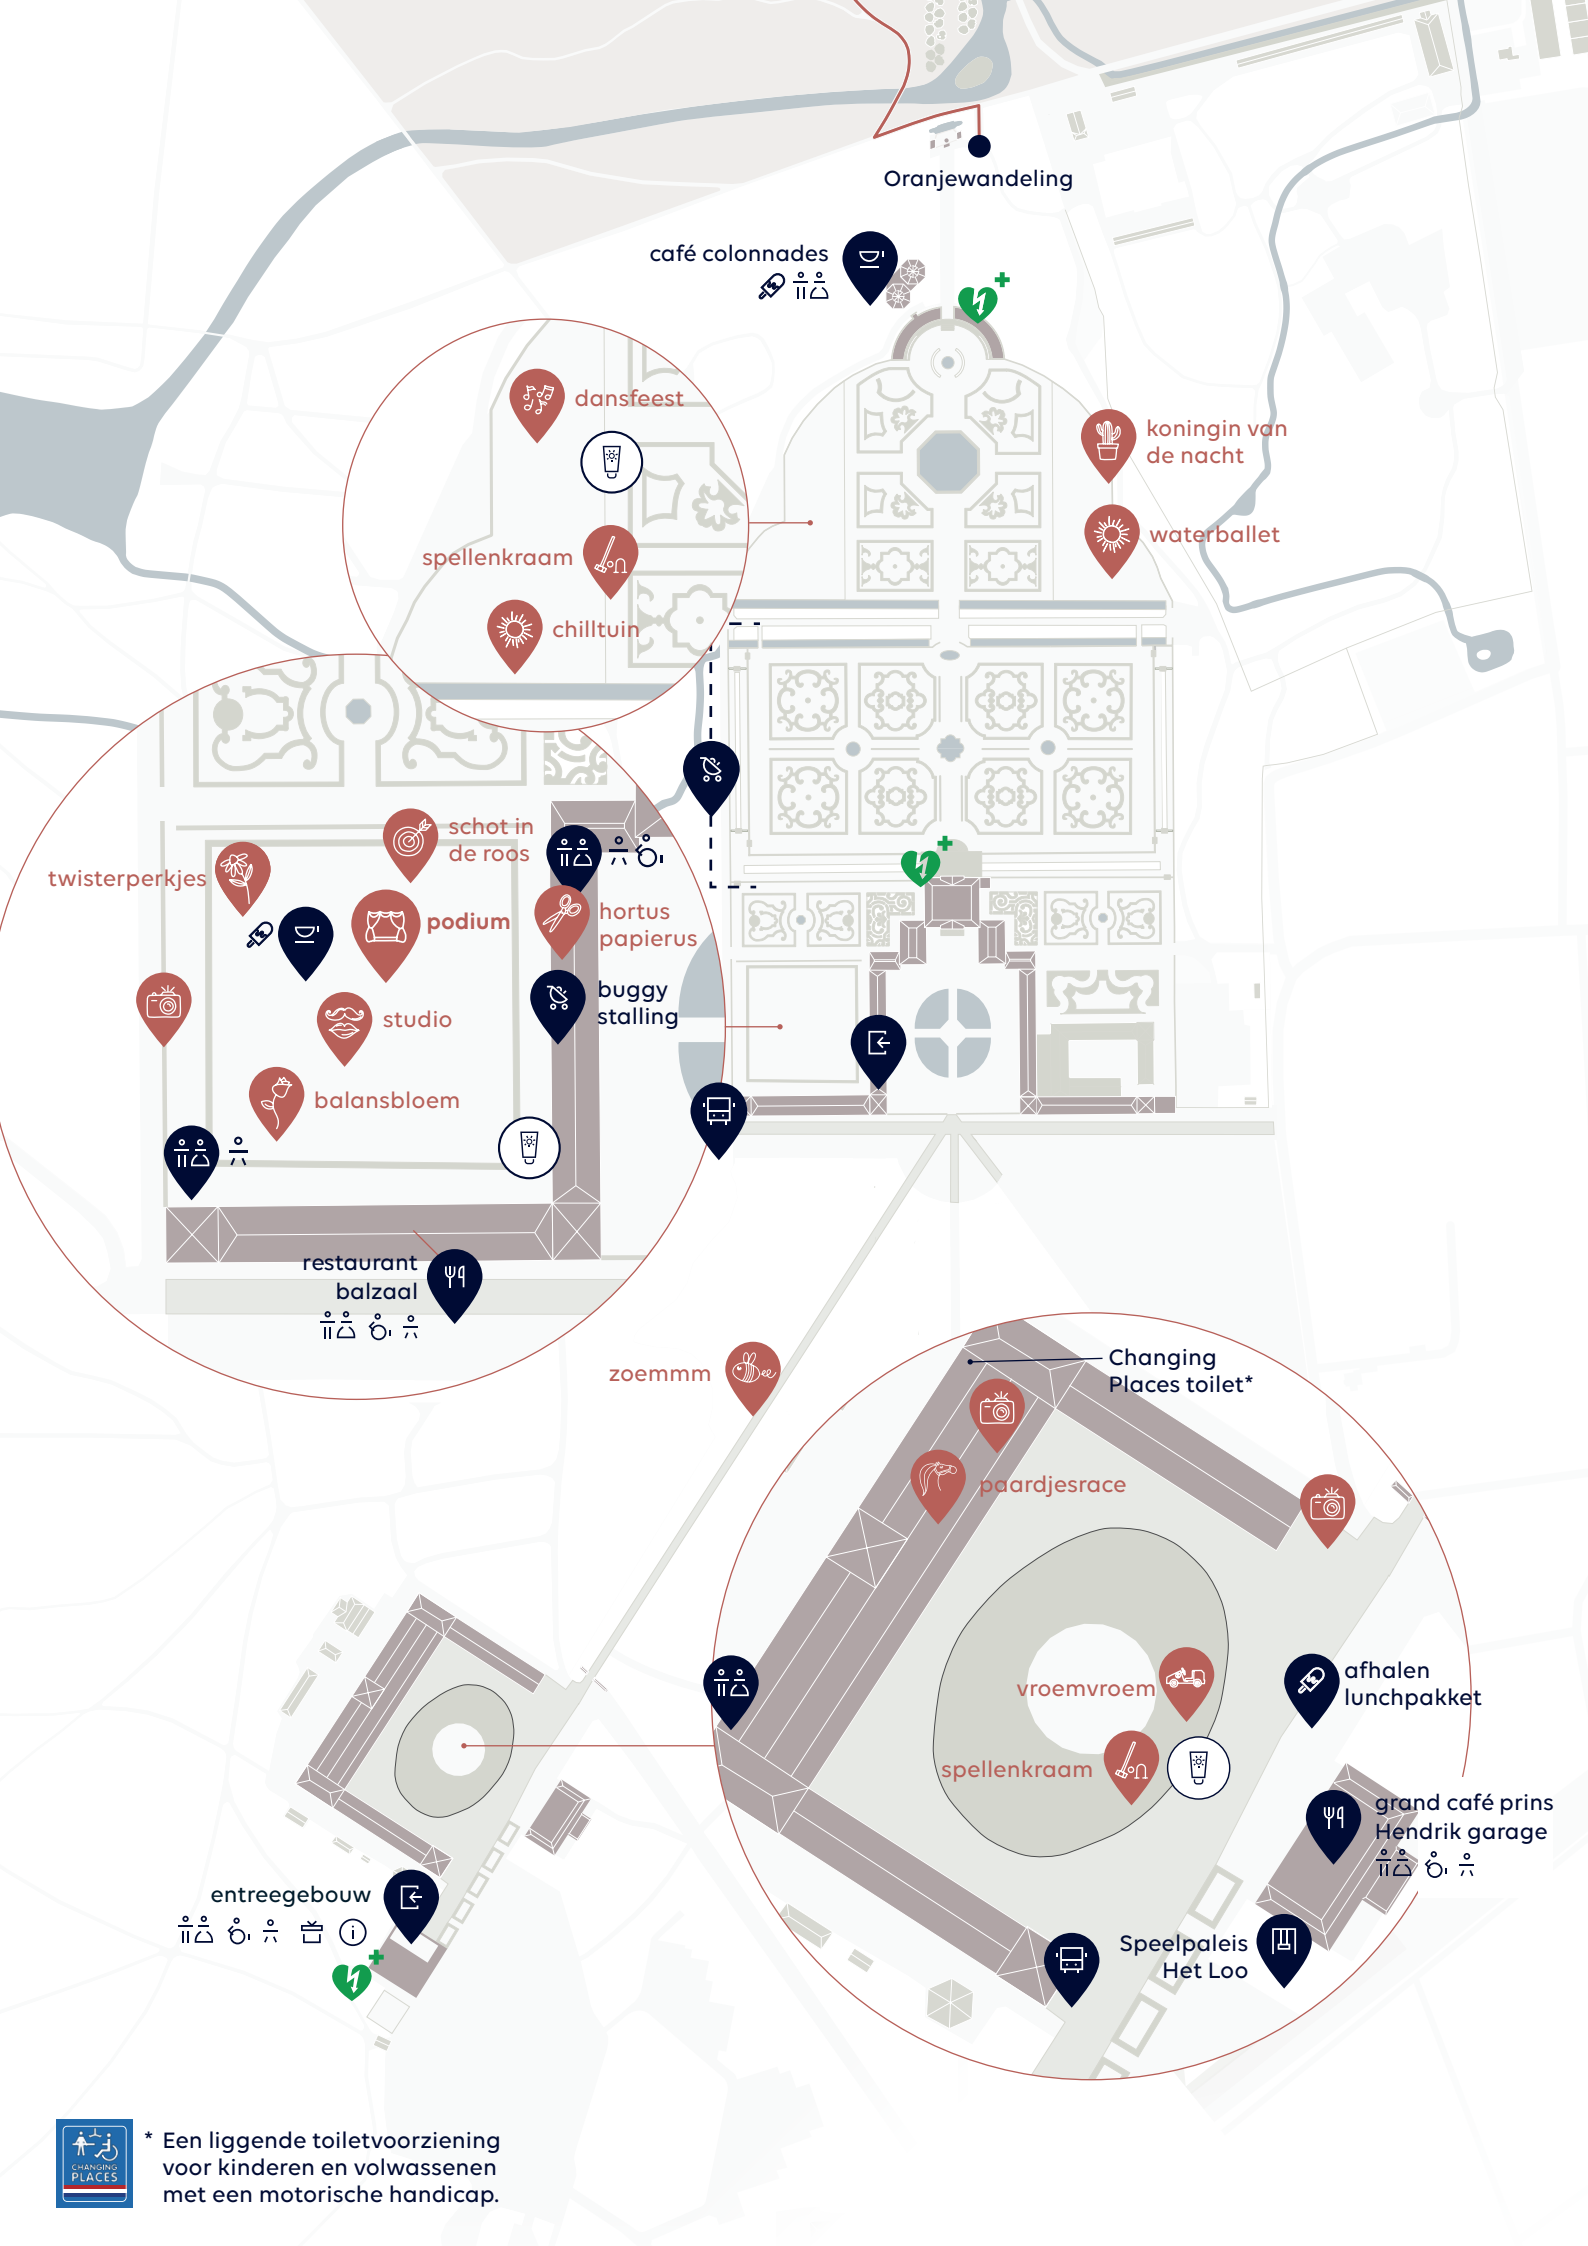 Oranjewandeling
café colonnades
dansfeest
koningin van
de nacht
waterballet
spellenkraam
chilltuin
schot in
de roos
twisterperkjes
podium
hortus
papierus
buggy
stalling
studio
balansbloem
restaurant
balzaal
zoemmm
Changing
Places toilet*
paardjesrace
vroemvroem
afhalen
lunchpakket
spellenkraam
grand café prins
Hendrik garage
entreegebouw
i
Speelpaleis
Het Loo
CHANGING
PLACES
* Een liggende toiletvoorziening
voor kinderen en volwassenen
met een motorische handicap.